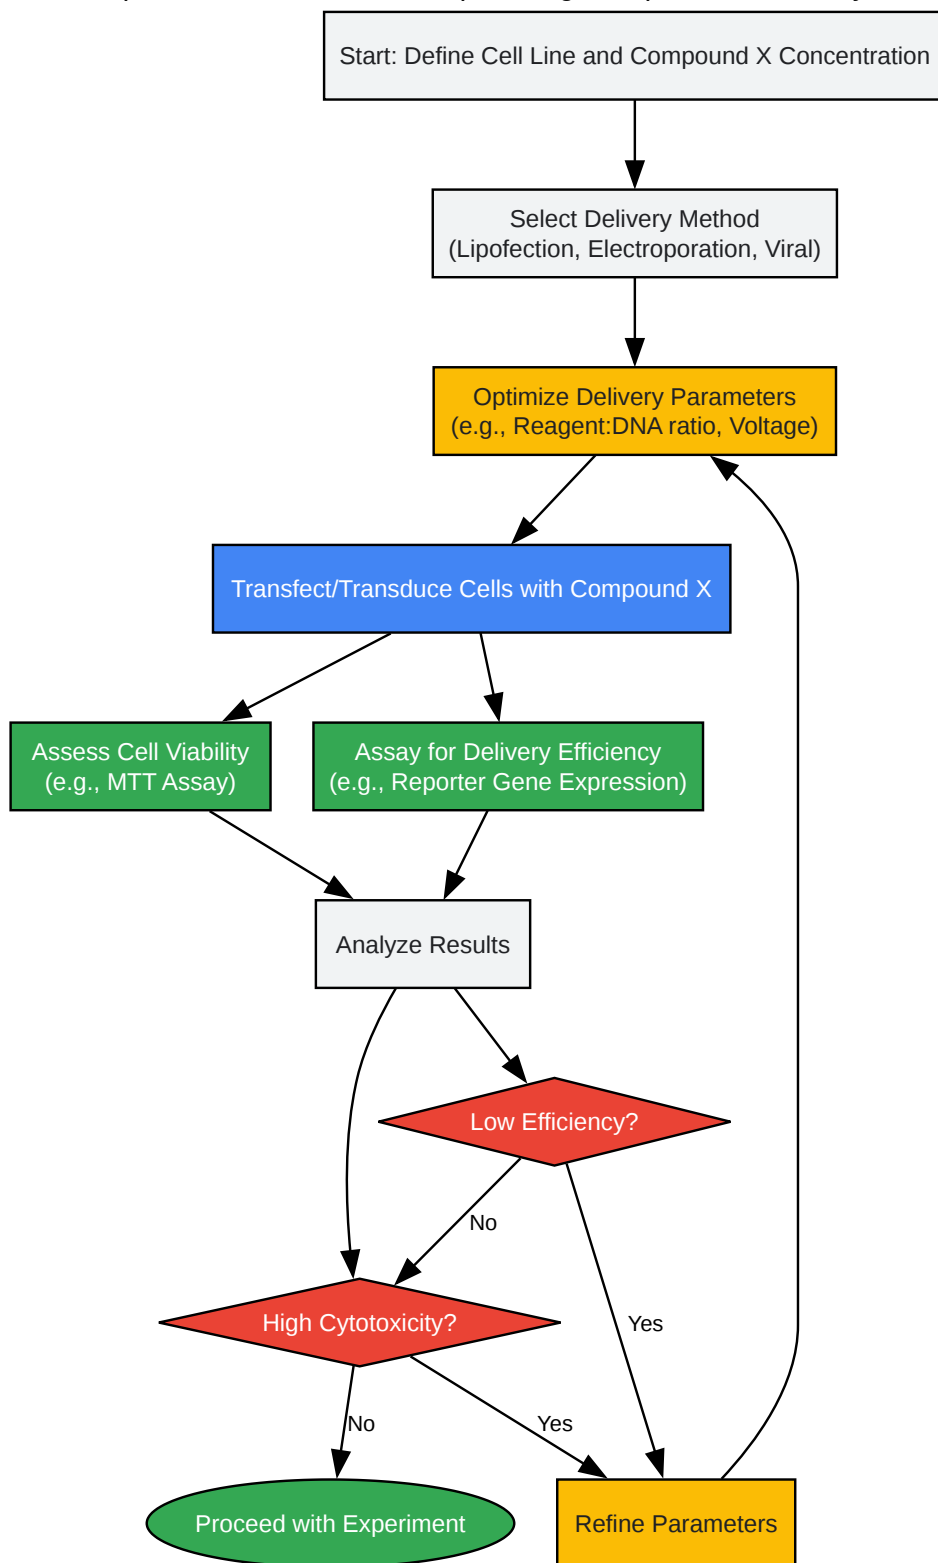 Start: Define Cell Line and Compound X Concentration
Select Delivery Method
(Lipofection, Electroporation, Viral)
Optimize Delivery Parameters
(e.g., Reagent:DNA ratio, Voltage)
Transfect/Transduce Cells with Compound X
Assess Cell Viability
(e.g., MTT Assay)
Assay for Delivery Efficiency
(e.g., Reporter Gene Expression)
Analyze Results
Low Efficiency?
No
High Cytotoxicity?
Yes
No
Yes
Proceed with Experiment
Refine Parameters